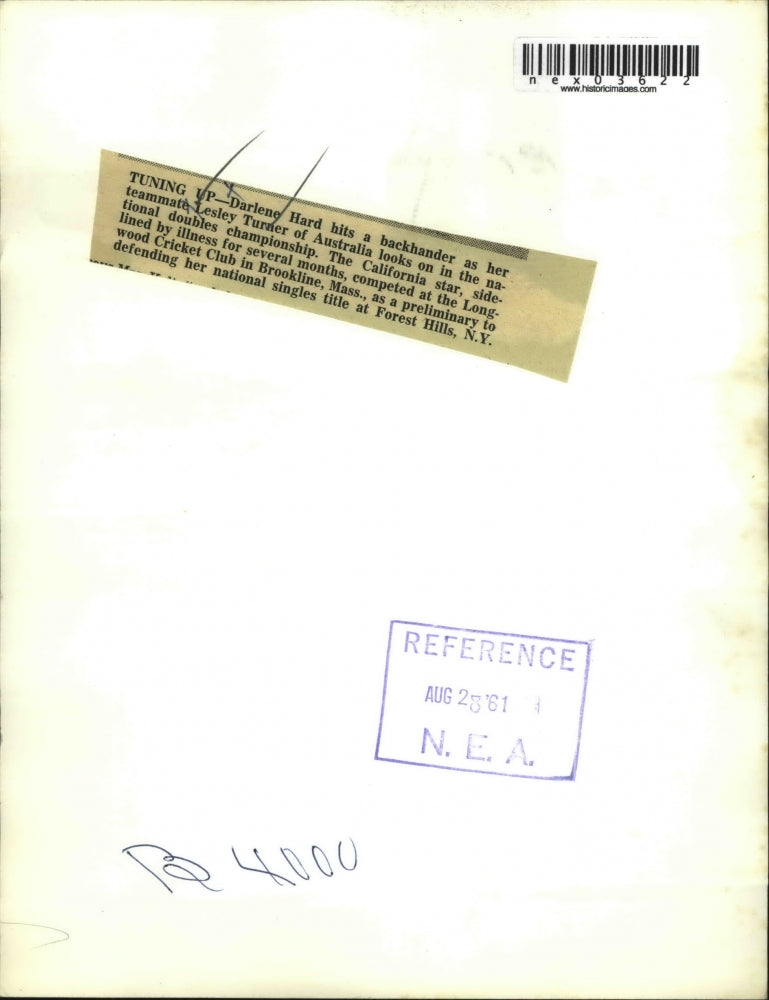 nex03622
www.historicimages.com
TUNING UP—Darlene Hard hits a backhander as her
teammate Lesley Turner of Australia looks on in the na-
tional doubles championship. The California star, side-
lined by illness for several months, competed at the Long-
wood Cricket Club in Brookline, Mass., as a preliminary to
defending her national singles title at Forest Hills, N.Y.
REFERENCE
AUG 28 '61
N. E. A.
4000